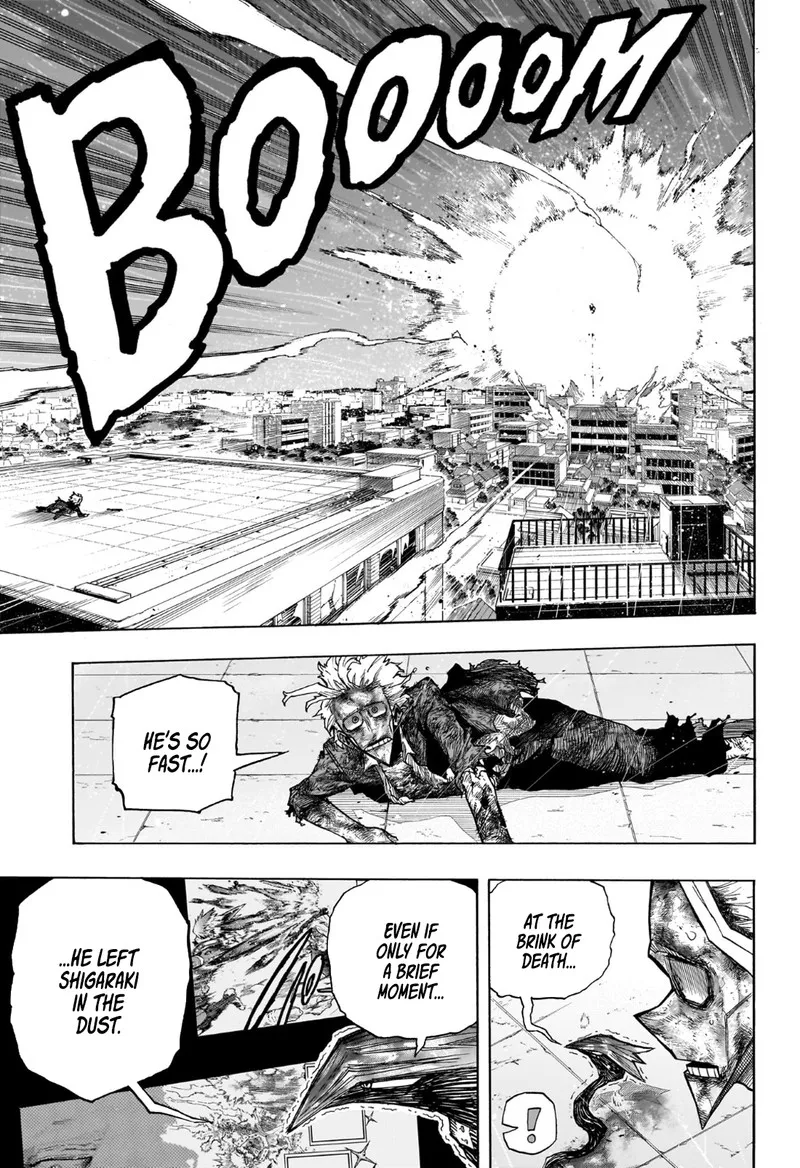 BOOOOOM
HE'S SO
FAST...!
AT THE
BRINK OF
DEATH...
!
EVEN IF
ONLY FOR
A BRIEF
MOMENT...
...HE LEFT
SHIGARAKI
IN THE
DUST.